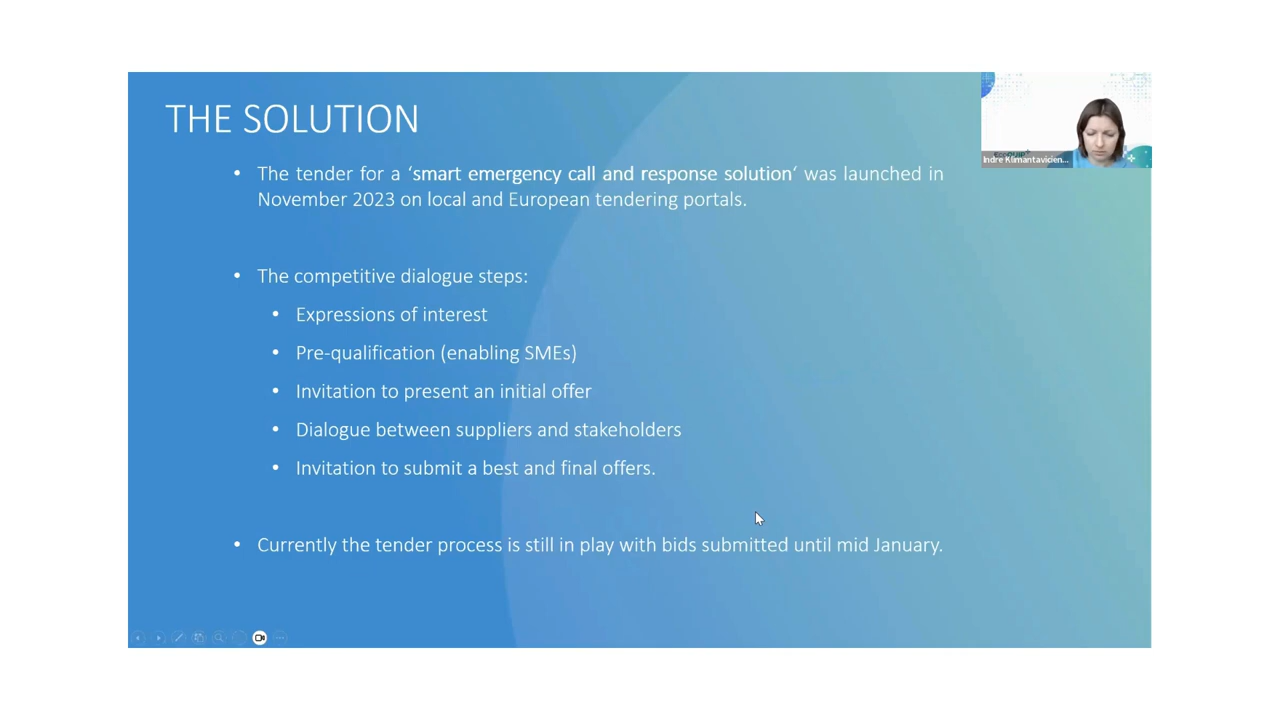 THE SOLUTION
Indre Klimantavicien...
• The tender for a ‘smart emergency call and response solution’ was launched in
November 2023 on local and European tendering portals.
• The competitive dialogue steps:
• Expressions of interest
• Pre-qualification (enabling SMEs)
• Invitation to present an initial offer
• Dialogue between suppliers and stakeholders
• Invitation to submit a best and final offers.
• Currently the tender process is still in play with bids submitted until mid January.